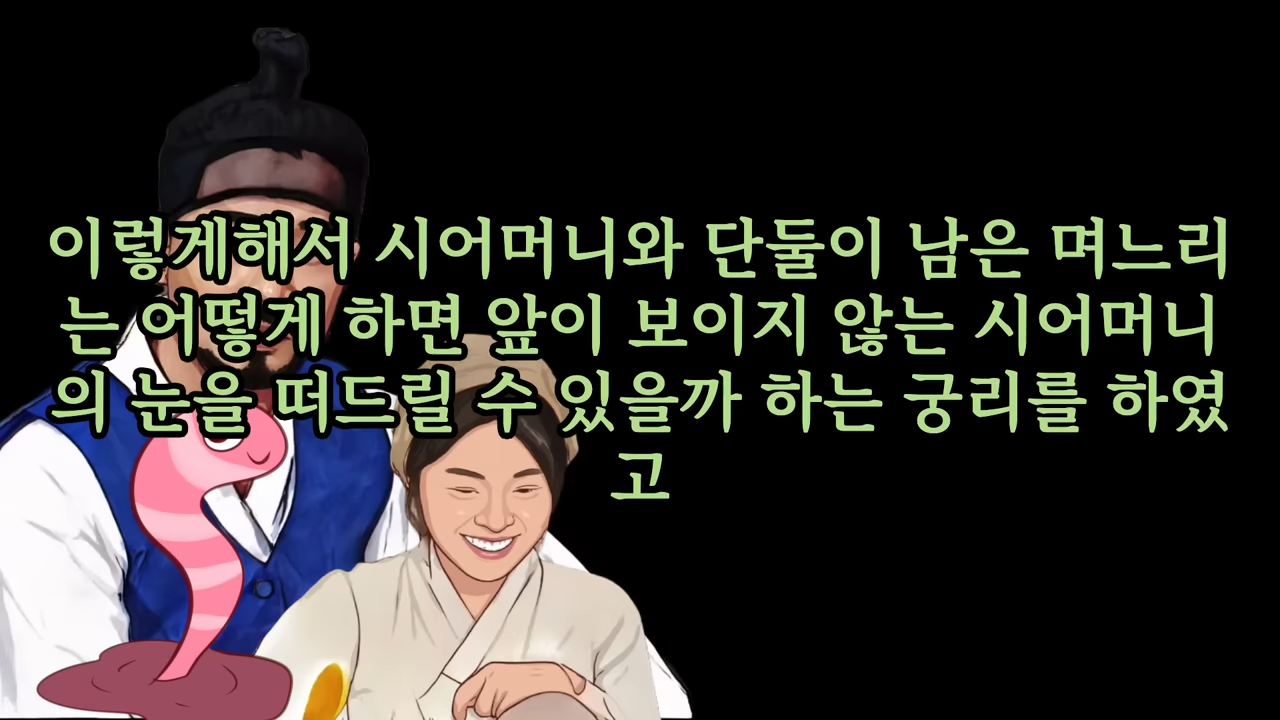 이렇게해서 시어머니와 단둘이 남은 며느리
는 어떻게 하면 앞이 보이지 않는 시어머니
의 눈을 떠드릴 수 있을까 하는 궁리를 하였
고